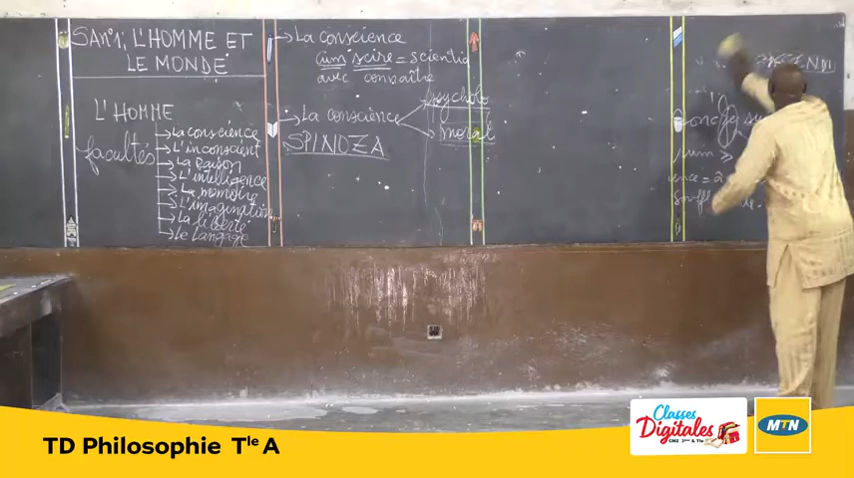 SA n°1: L'HOMME ET
LE MONDE
L'HOMME
facultés
La conscience
L'inconscient
La Raison
L'intelligence
La mémoire
L'imagination
La liberté
Le langage
La conscience
cum scire = scientia
avec connaître
La conscience
psycholo
moral
SPINOZA
sum »
TD Philosophie Tle A
Classes
Digitales
MTN